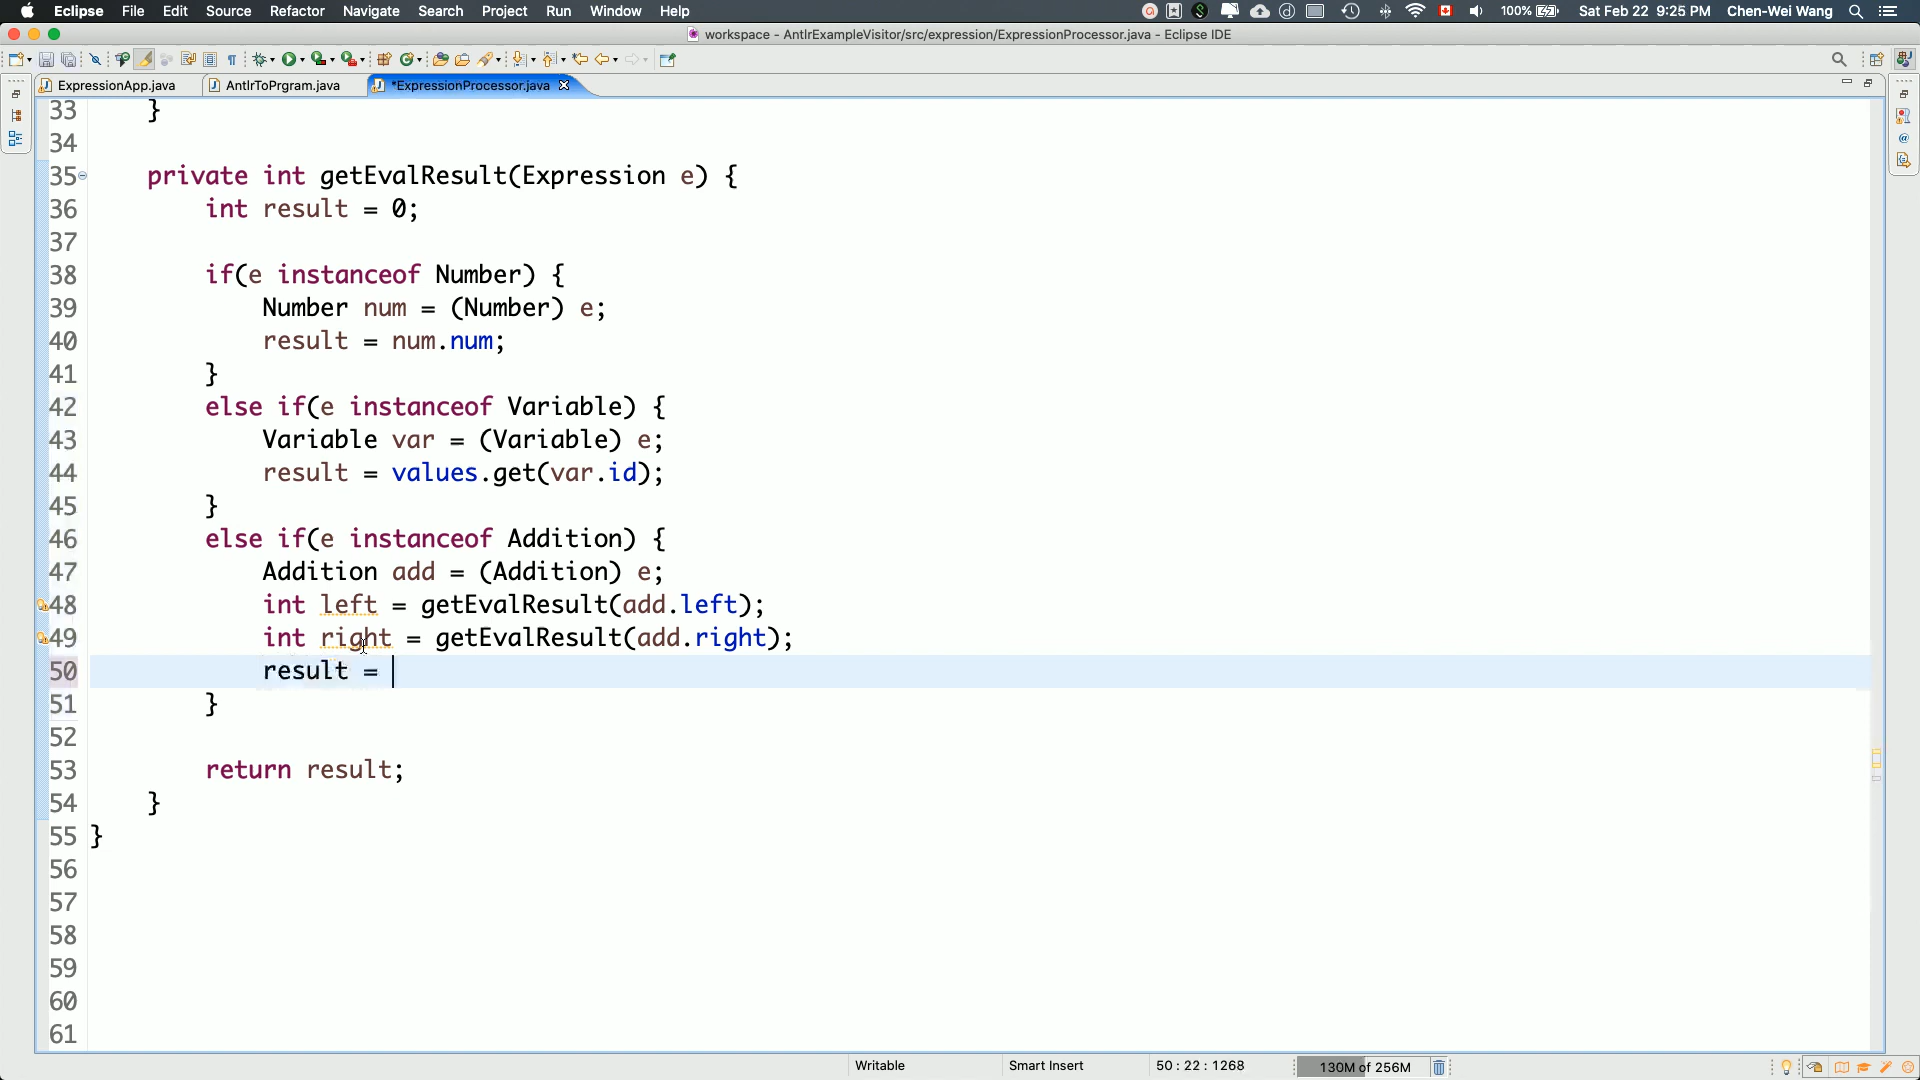 Eclipse File Edit Source Refactor Navigate Search Project Run Window Help 100% Sat Feb 22 9:25 PM Chen-Wei Wang
workspace - AntlrExampleVisitor/src/expression/ExpressionProcessor.java - Eclipse IDE
ExpressionApp.java AntlrToPrgram.java *ExpressionProcessor.java
33 }
34
35 private int getEvalResult(Expression e) {
36 int result = 0;
37
38 if(e instanceof Number) {
39 Number num = (Number) e;
40 result = num.num;
41 }
42 else if(e instanceof Variable) {
43 Variable var = (Variable) e;
44 result = values.get(var.id);
45 }
46 else if(e instanceof Addition) {
47 Addition add = (Addition) e;
48 int left = getEvalResult(add.left);
49 int right = getEvalResult(add.right);
50 result =
51 }
52
53 return result;
54 }
55 }
56
57
58
59
60
61
Writable Smart Insert 50 : 22 : 1268 130M of 256M